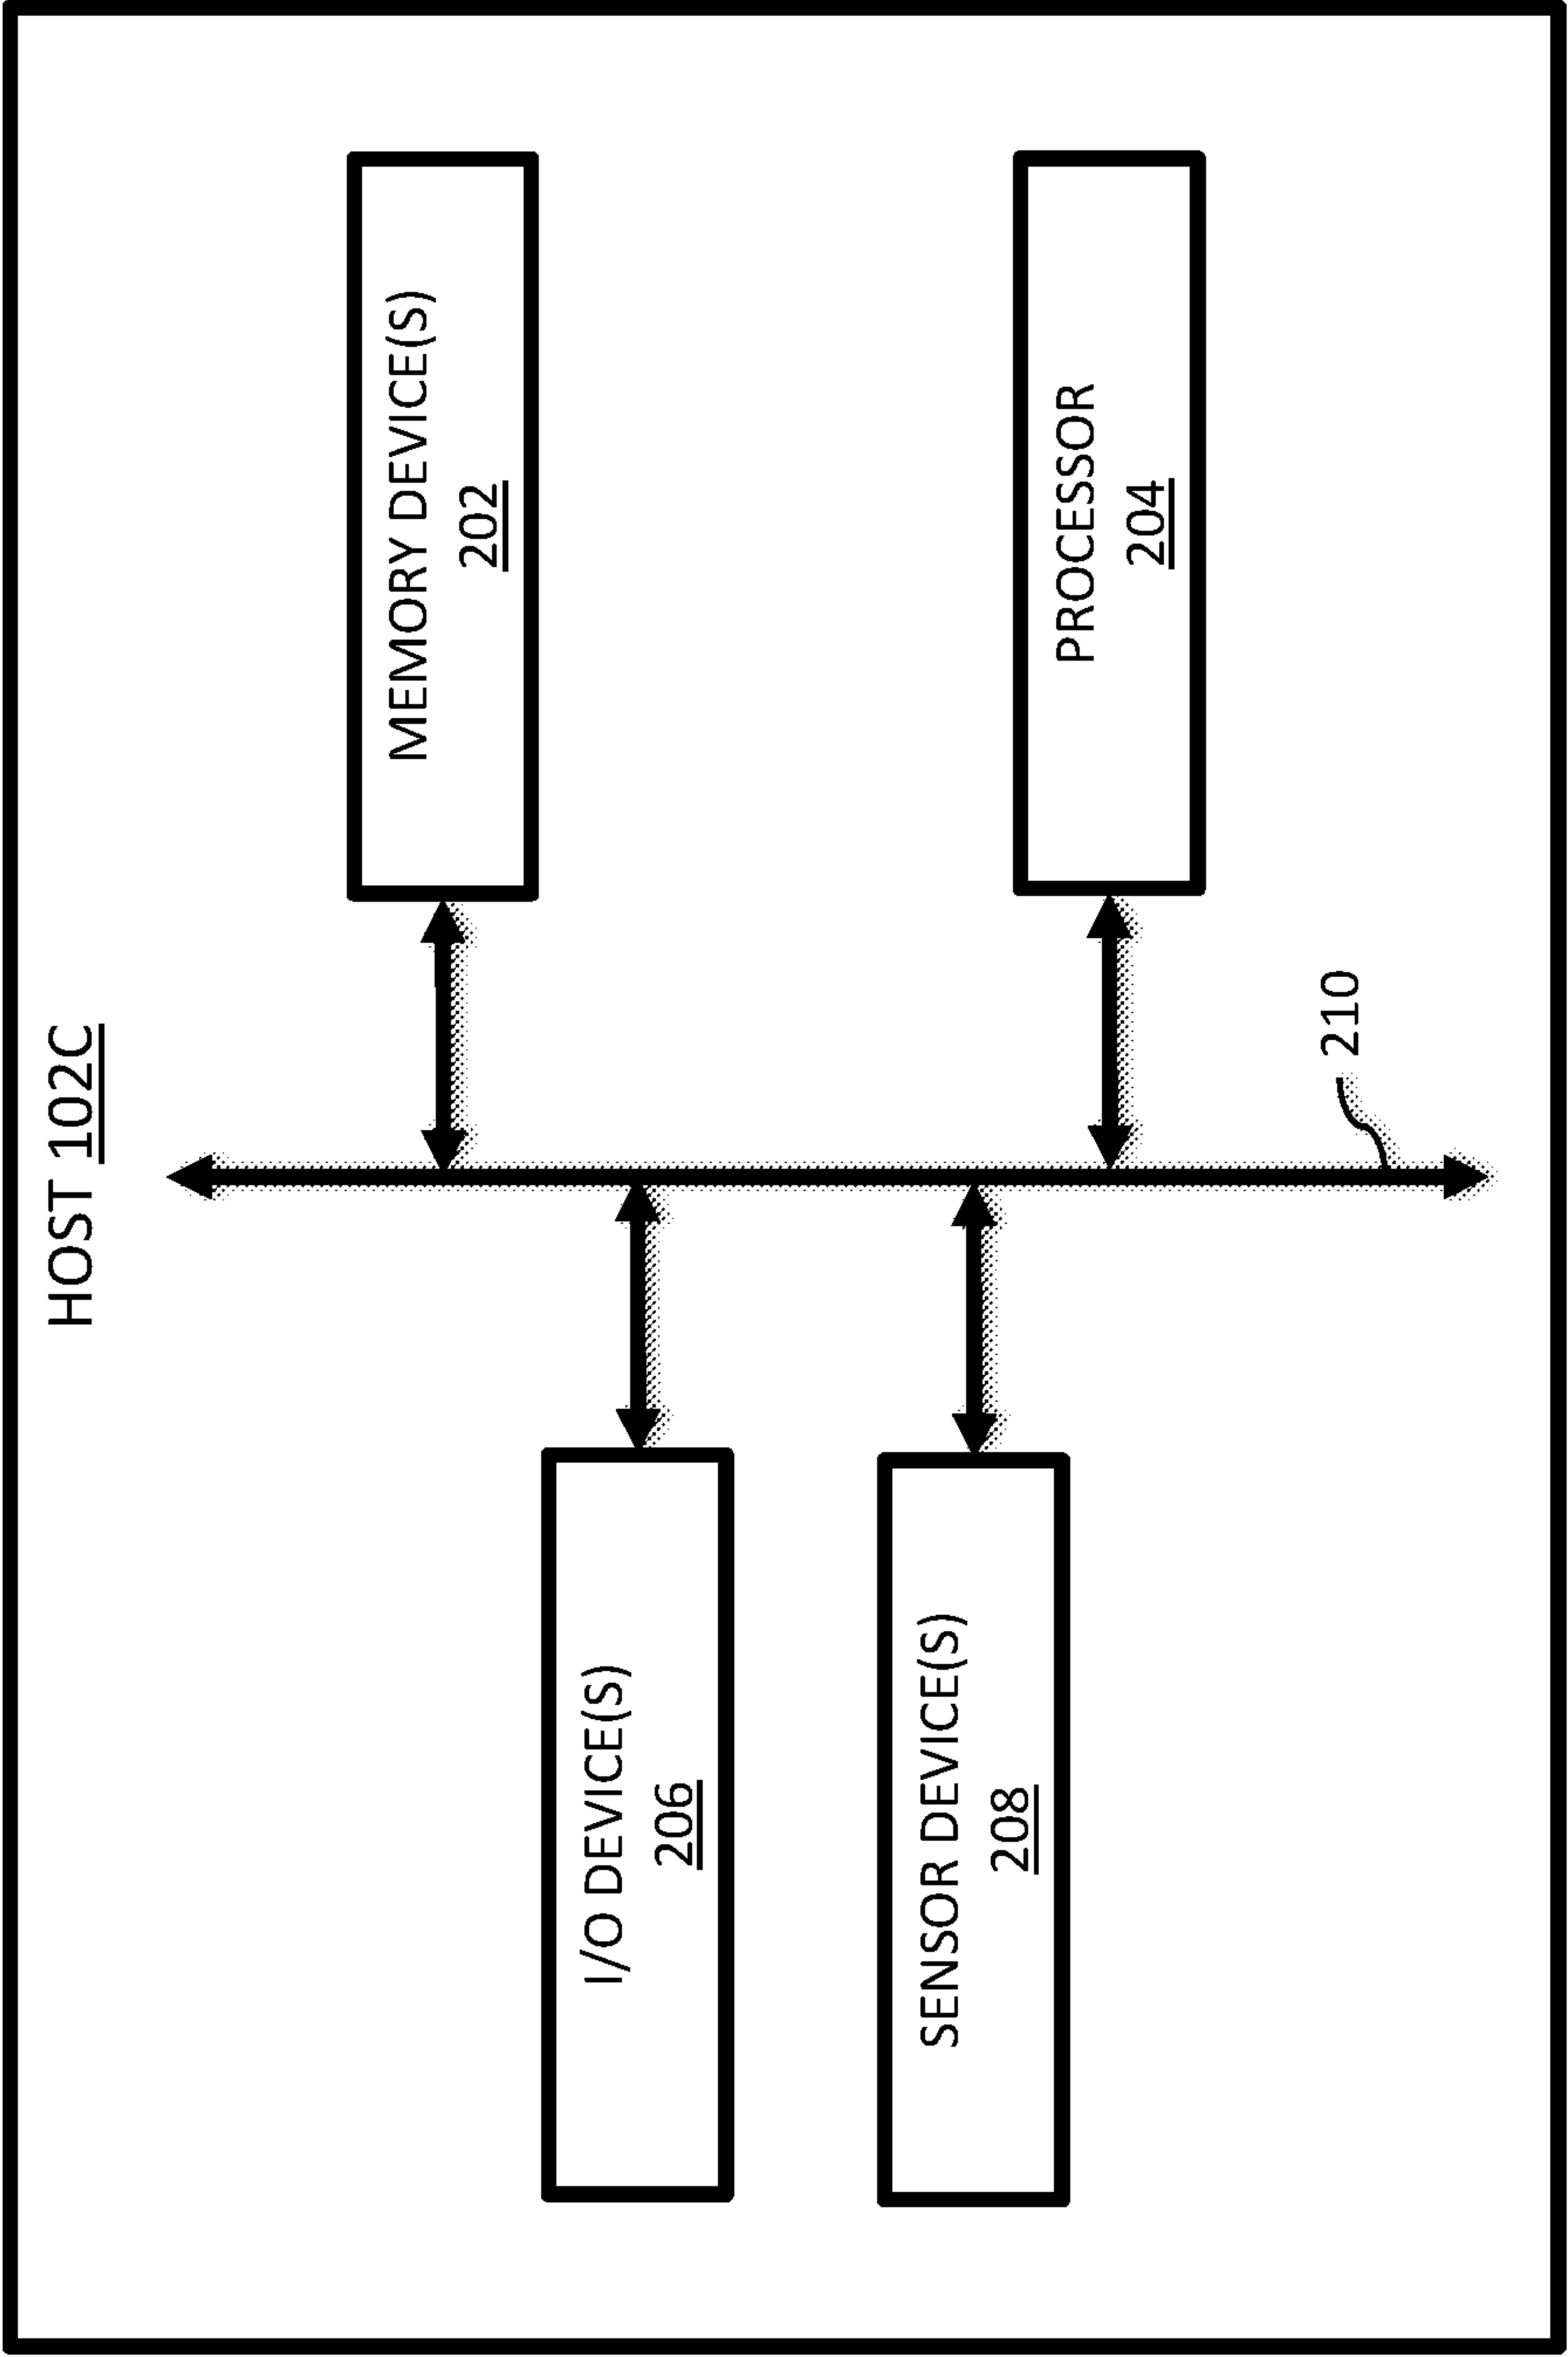 HOST 102C
MEMORY DEVICE(S)
202
I/O DEVICE(S)
206
SENSOR DEVICE(S)
208
PROCESSOR
204
210